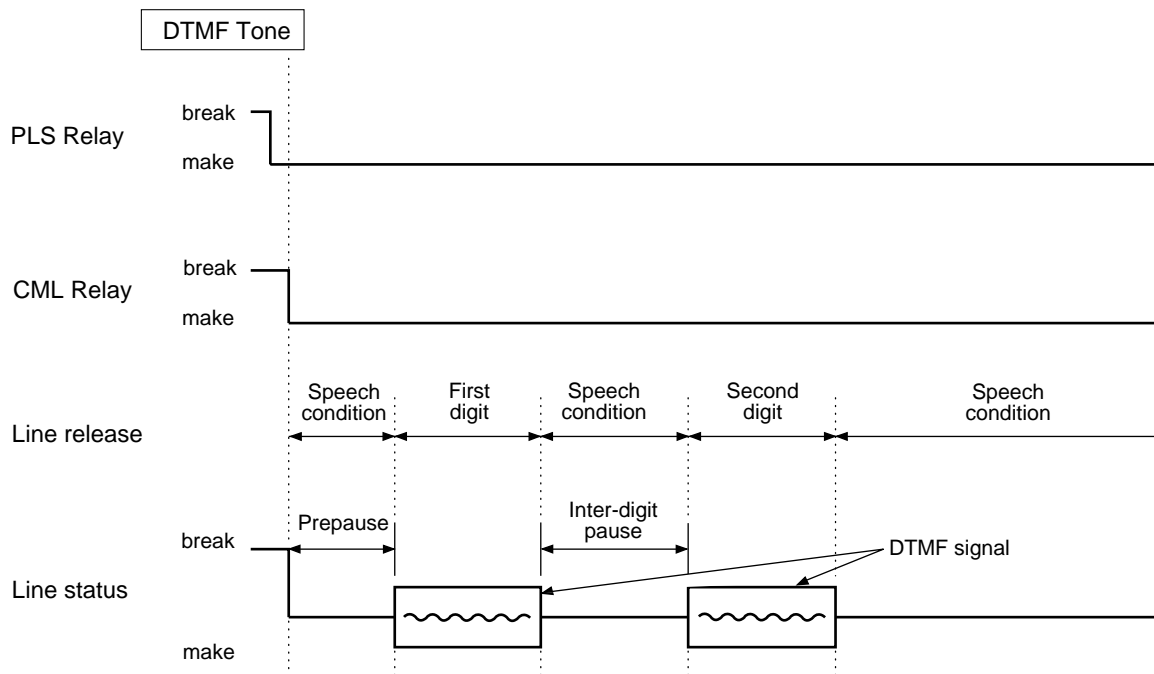 DTMF Tone
break
PLS Relay
make
break
CML Relay
make
Speech
condition
First
digit
Speech
condition
Second
digit
Speech
condition
Line release
Prepause
Inter-digit
pause
break
DTMF signal
Line status
make